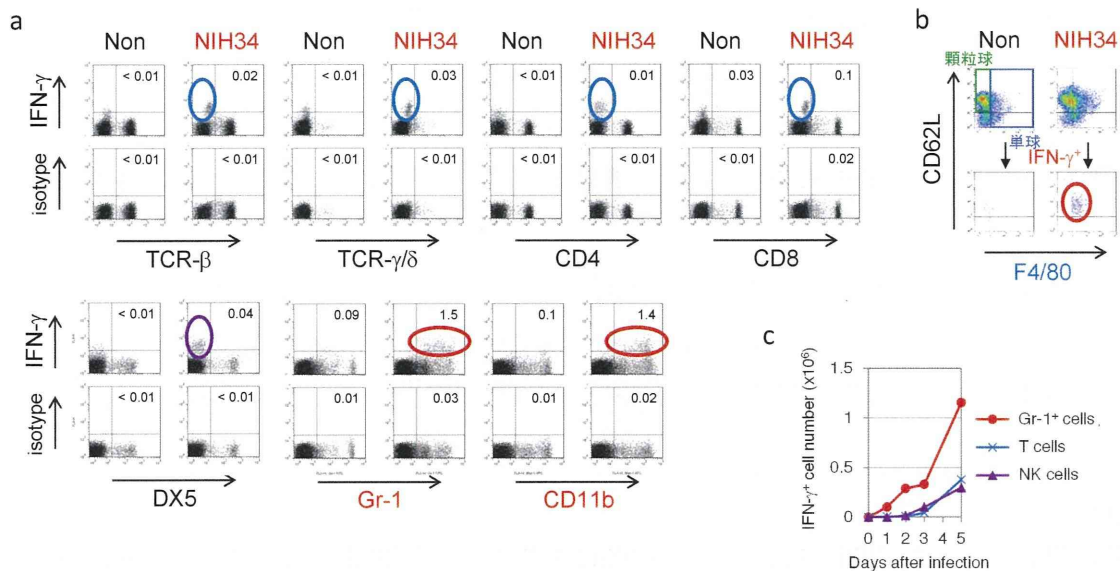 a
Non NIH34 Non NIH34 Non NIH34 Non NIH34
IFN-γ
< 0.01 0.02 < 0.01 0.03 < 0.01 0.01 0.03 0.1
isotype
< 0.01 < 0.01 < 0.01 < 0.01 < 0.01 < 0.01 < 0.01 0.02
TCR-β TCR-γ/δ CD4 CD8
IFN-γ
< 0.01 0.04 0.09 1.5 0.1 1.4
isotype
< 0.01 < 0.01 0.01 0.03 0.01 0.02
DX5 Gr-1 CD11b
b
Non NIH34
顆粒球
CD62L
単球
IFN-γ+
F4/80
c
IFN-γ+ cell number (x10⁶)
1.5
1
0.5
0
0 1 2 3 4 5
Days after infection
Gr-1+ cells
T cells
NK cells